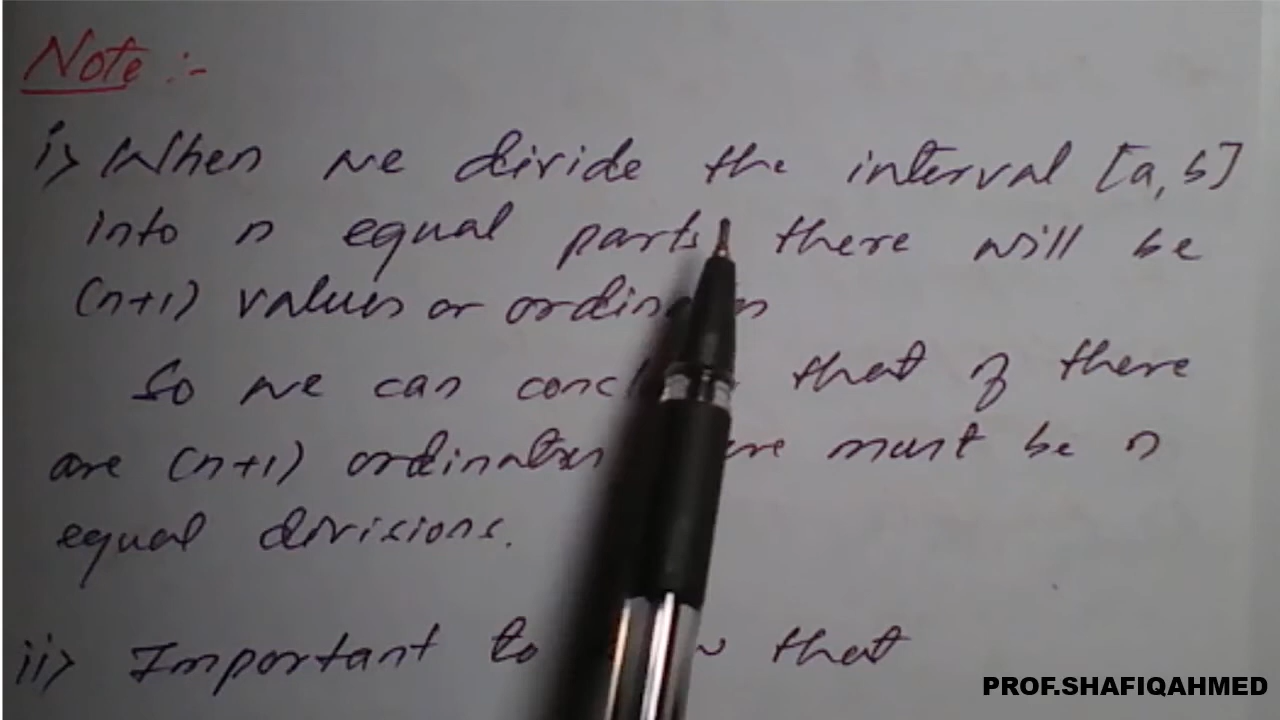 Note :-
i> When we divide the interval [a, b]
into n equal parts there will be
(n+1) values or
So we can that if there
are (n+1) ordinates must be n
equal divisions.
ii> Important to that
PROF.SHAFIQAHMED